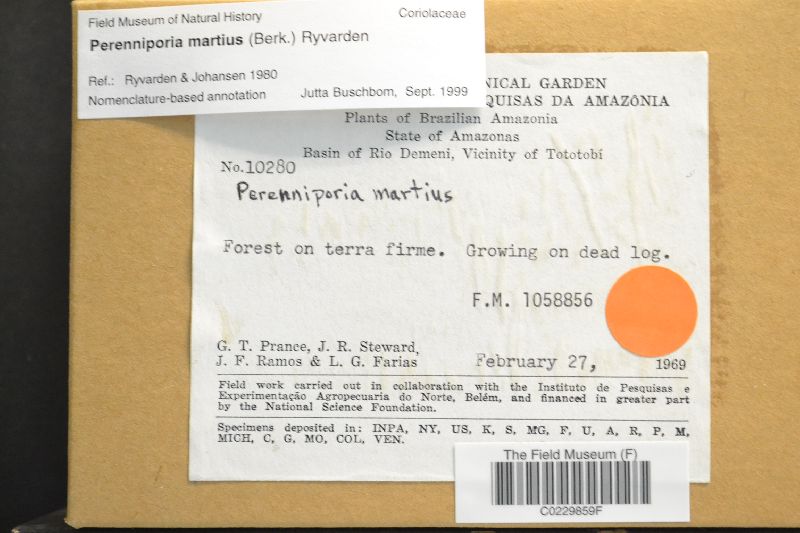 Field Museum of Natural History
Coriolaceae
Perenniporia martius (Berk.) Ryvarden
Ref.: Ryvarden & Johansen 1980
Nomenclature-based annotation
Jutta Buschbom, Sept. 1999
NICAL GARDEN
QUISAS DA AMAZÔNIA
Plants of Brazilian Amazonia
State of Amazonas
Basin of Rio Demeni, Vicinity of Tototobí
No.10280
Perenniporia martius
Forest on terra firme. Growing on dead log.
F.M. 1058856
G. T. Prance, J. R. Steward,
J. F. Ramos & L. G. Farias
February 27, 1969
Field work carried out in collaboration with the Instituto de Pesquisas e
Experimentação Agropecuaria do Norte, Belém, and financed in greater part
by the National Science Foundation.
Specimens deposited in: INPA, NY, US, K, S, MG, F, U, A, R, P, M,
MICH, C, G, MO, COL, VEN.
The Field Museum (F)
C0229859F